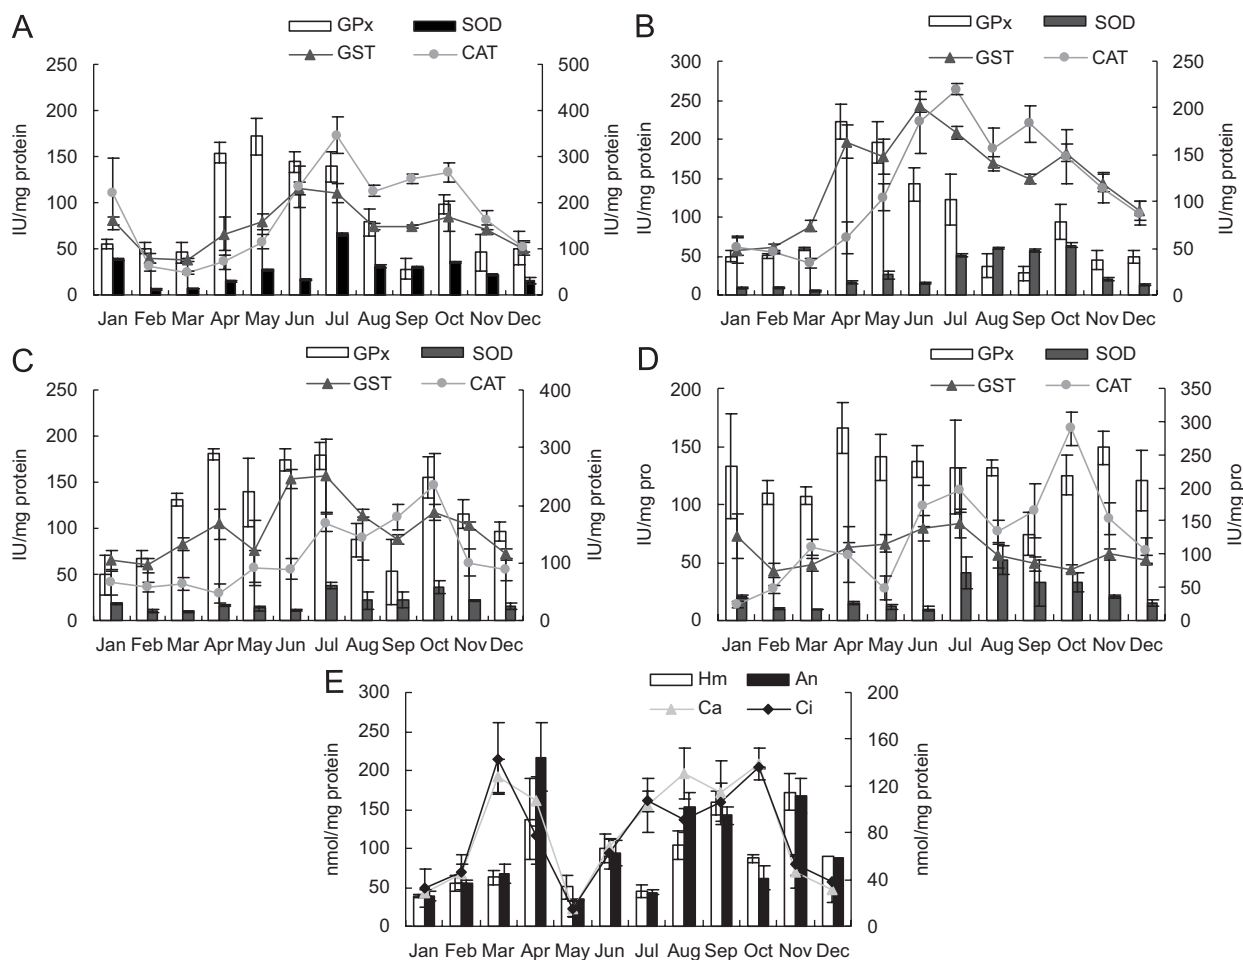 A
GPx SOD
GST CAT
250 500
200 400
150 300
100 200
50 100
0 0
IU/mg protein
IU/mg protein
Jan Feb Mar Apr May Jun Jul Aug Sep Oct Nov Dec
B
GPx SOD
GST CAT
300 250
250 200
200 150
150 100
100 50
50 0
0
IU/mg protein
IU/mg protein
Jan Feb Mar Apr May Jun Jul Aug Sep Oct Nov Dec
C
GPx SOD
GST CAT
250 400
200 300
150 200
100 100
50 0
0
IU/mg protein
IU/mg protein
Jan Feb Mar Apr May Jun Jul Aug Sep Oct Nov Dec
D
GPx SOD
GST CAT
200 350
150 300
100 250
50 200
0 150
100
50
0
IU/mg pro
IU/mg pro
Jan Feb Mar Apr May Jun Jul Aug Sep Oct Nov Dec
E
Hm An
Ca Ci
300 200
250 160
200 120
150 80
100 40
50 0
0
nmol/mg protein
nmol/mg protein
Jan Feb Mar Apr May Jun Jul Aug Sep Oct Nov Dec